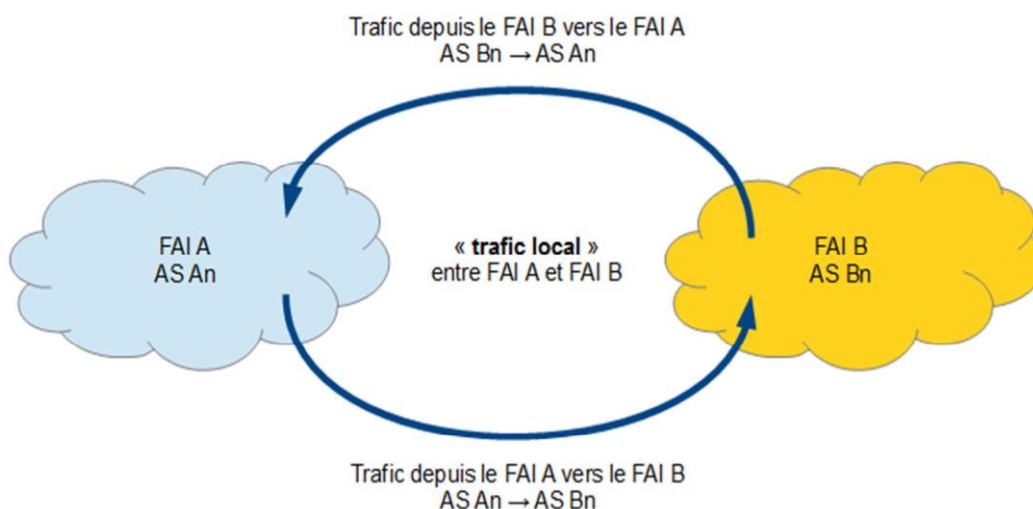 Trafic depuis le FAI B vers le FAI A
AS Bn → AS An
FAI A
AS An
« trafic local »
entre FAI A et FAI B
FAI B
AS Bn
Trafic depuis le FAI A vers le FAI B
AS An → AS Bn